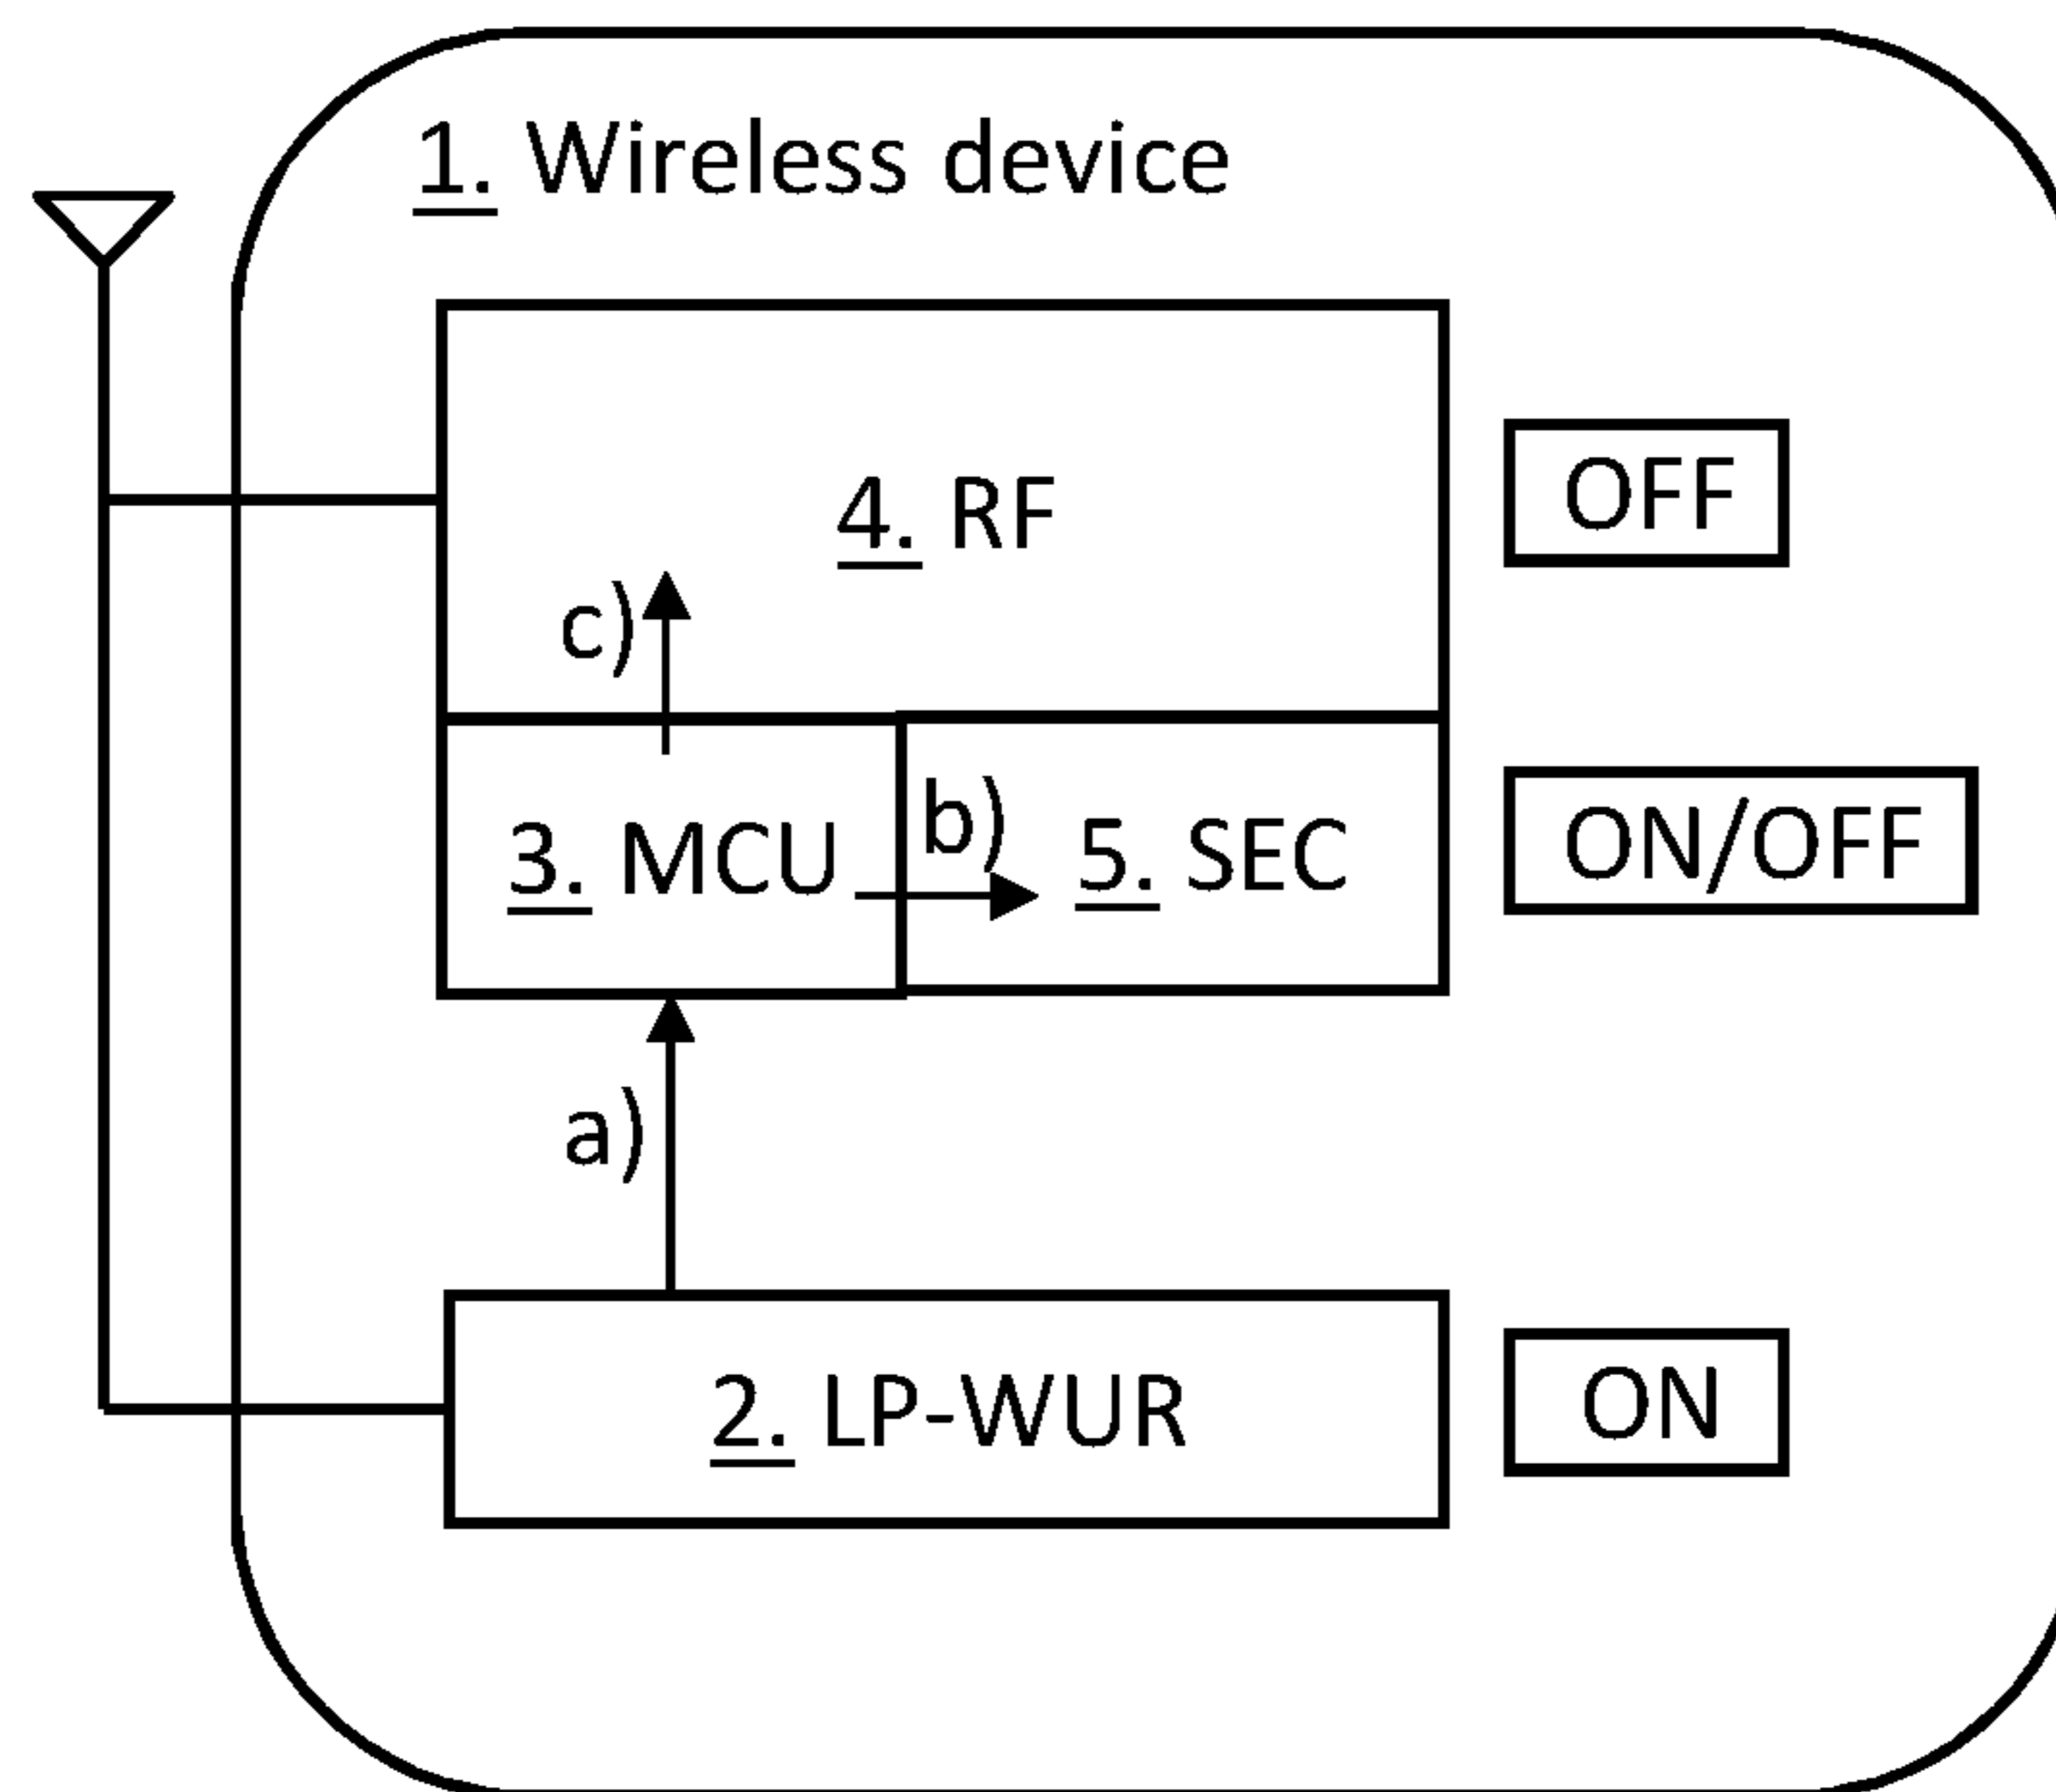 1. Wireless device
4. RF
OFF
c)
3. MCU
b)
5. SEC
ON/OFF
a)
2. LP-WUR
ON